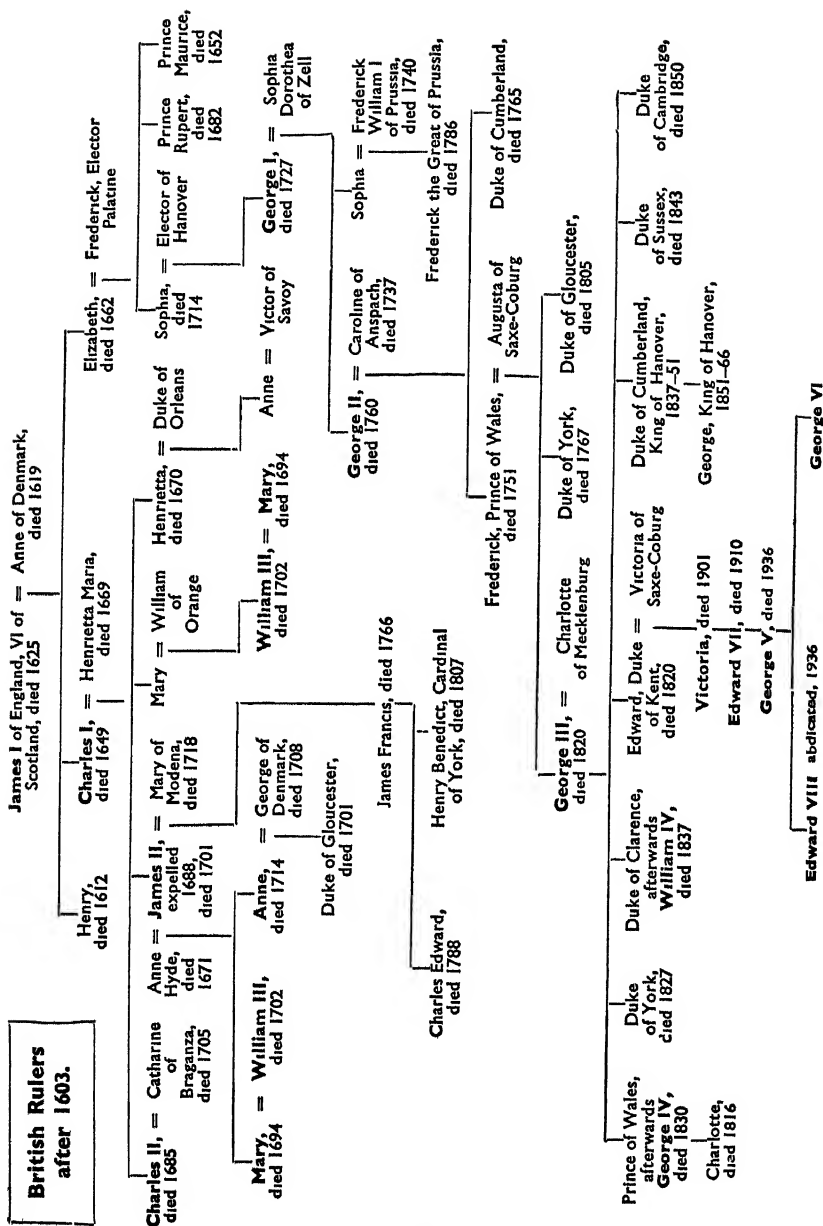 British Rulers
after 1603.
James I of England, VI of = Anne of Denmark,
Scotland, died 1625 died 1619
Henry,
died 1612
Charles I, = Henrietta Maria,
died 1649 died 1669
Elizabeth, = Frederick, Elector
died 1662 Palatine
Charles II, = Catharine
died 1685 of
Braganza,
died 1705
Anne = James II, = Mary of
Hyde, expelled Modena,
died 1688, died 1718
1671 died 1701
Mary = William
of
Orange
Henrietta, = Duke of
died 1670 Orleans
Sophia, = Elector of
died Hanover
1714
Prince
Rupert,
died
1682
Prince
Maurice,
died
1652
Mary, = William III,
died 1694 died 1702
Anne, = George of
died 1714 Denmark,
died 1708
William III, = Mary,
died 1702 died 1694
Anne = Victor of
Savoy
George I, = Sophia
died 1727 Dorothea
of Zell
Duke of Gloucester,
died 1701
James Francis, died 1766
George II, = Caroline of
died 1760 Anspach,
died 1737
Sophia = Frederick
William I
of Prussia,
died 1740
Charles Edward,
died 1788
Henry Benedict, Cardinal
of York, died 1807
Frederick the Great of Prussia,
died 1786
Frederick, Prince of Wales, = Augusta of
died 1751 Saxe-Coburg
Duke of Cumberland,
died 1765
George III, = Charlotte
died 1820 of Mecklenburg
Duke of York,
died 1767
Duke of Gloucester,
died 1805
Prince of Wales,
afterwards
George IV,
died 1830
Duke
of York,
died 1827
Duke of Clarence,
afterwards
William IV,
died 1837
Edward, Duke = Victoria of
of Kent, Saxe-Coburg
died 1820
Duke of Cumberland,
King of Hanover,
1837–51
Duke
of Sussex,
died 1843
Duke
of Cambridge,
died 1850
Charlotte,
died 1816
Victoria, died 1901
George, King of Hanover,
1851–66
Edward VII, died 1910
George V, died 1936
Edward VIII abdicated, 1936
George VI